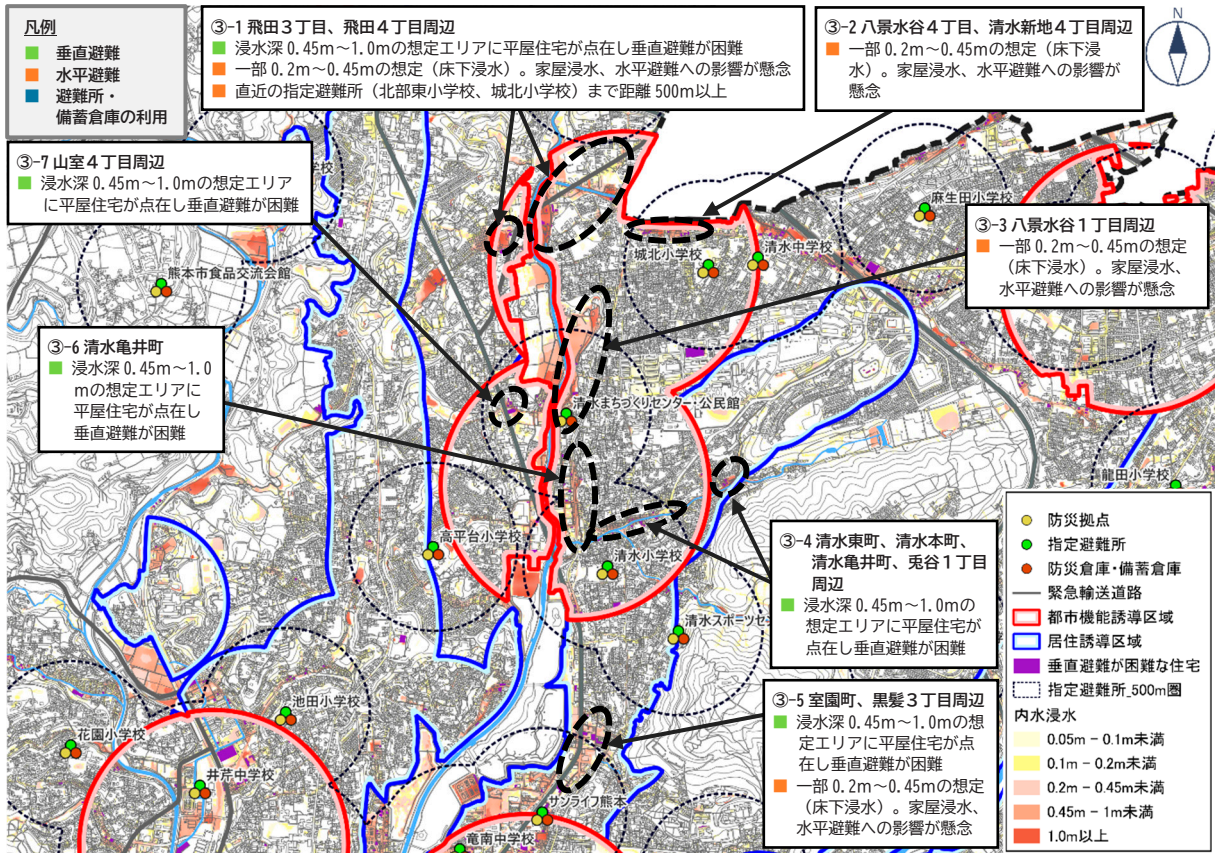 凡例
垂直避難
水平避難
避難所・
備蓄倉庫の利用
③-1 飛田3丁目、飛田4丁目周辺
浸水深 0.45m～1.0mの想定エリアに平屋住宅が点在し垂直避難が困難
一部 0.2m～0.45mの想定（床下浸水）。家屋浸水、水平避難への影響が懸念
直近の指定避難所（北部東小学校、城北小学校）まで距離 500m以上
③-2 八景水谷4丁目、清水新地4丁目周辺
一部 0.2m～0.45mの想定（床下浸
水）。家屋浸水、水平避難への影響が
懸念
N
③-7 山室4丁目周辺
浸水深 0.45m～1.0mの想定エリア
に平屋住宅が点在し垂直避難が困難
学校
麻生田小学校
③-3 八景水谷1丁目周辺
一部 0.2m～0.45mの想定
（床下浸水）。家屋浸水、
水平避難への影響が懸念
清水中学校
城北小学校
熊本市食品交流会館
③-6 清水亀井町
浸水深 0.45m～1.0
mの想定エリアに
平屋住宅が点在し
垂直避難が困難
清水まちづくりセンター・公民館
龍田小学校
高平台小学校
清水小学校
③-4 清水東町、清水本町、
清水亀井町、兎谷1丁目
周辺
浸水深 0.45m～1.0mの
想定エリアに平屋住宅が
点在し垂直避難が困難
清水スポーツセ
③-5 室園町、黒髪3丁目周辺
浸水深 0.45m～1.0mの想
定エリアに平屋住宅が点
在し垂直避難が困難
一部 0.2m～0.45mの想定
（床下浸水）。家屋浸水、
水平避難への影響が懸念
池田小学校
花園小学校
井芹中学校
サンライフ熊本
竜南中学校
防災拠点
指定避難所
防災倉庫・備蓄倉庫
緊急輸送道路
都市機能誘導区域
居住誘導区域
垂直避難が困難な住宅
指定避難所_500m圏
内水浸水
0.05m - 0.1m未満
0.1m - 0.2m未満
0.2m - 0.45m未満
0.45m - 1m未満
1.0m以上